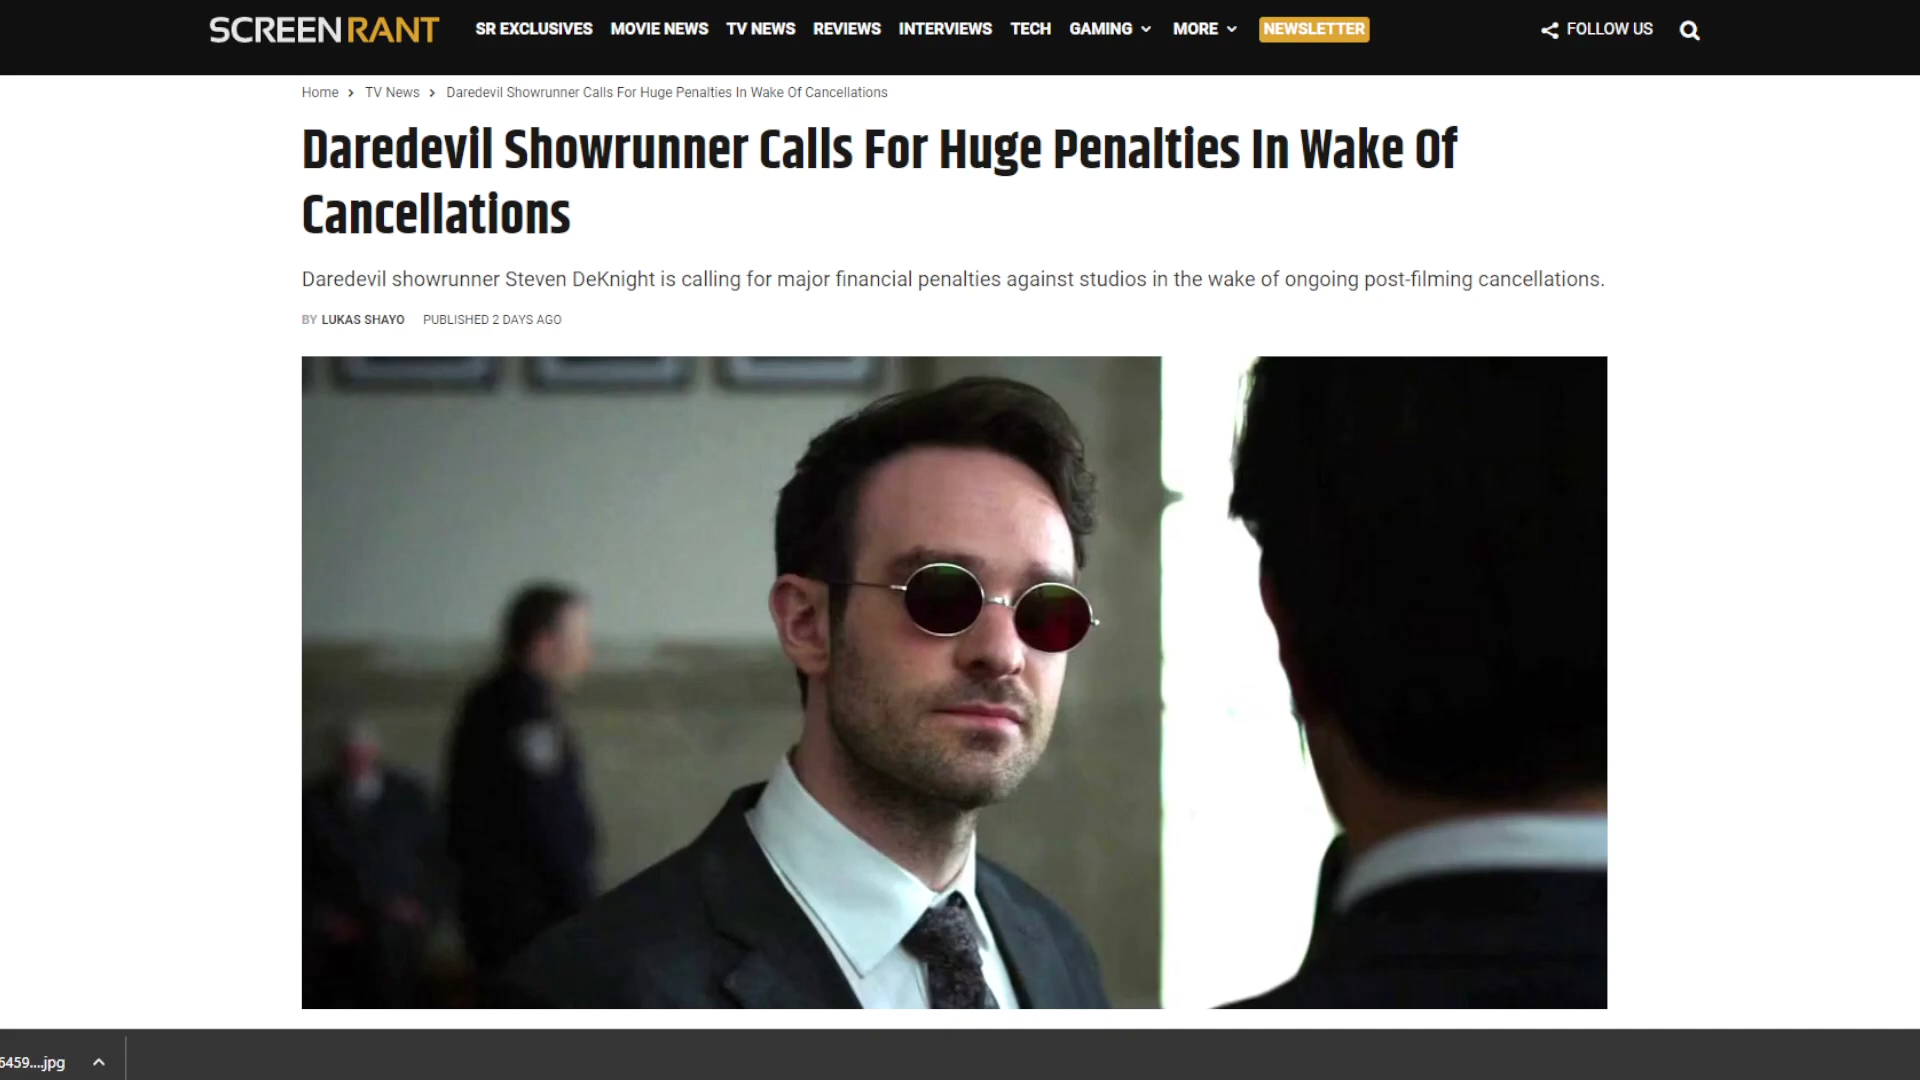 SCREENRANT SR EXCLUSIVES MOVIE NEWS TV NEWS REVIEWS INTERVIEWS TECH GAMING MORE NEWSLETTER FOLLOW US
Home > TV News > Daredevil Showrunner Calls For Huge Penalties In Wake Of Cancellations
Daredevil Showrunner Calls For Huge Penalties In Wake Of
Cancellations
Daredevil showrunner Steven DeKnight is calling for major financial penalties against studios in the wake of ongoing post-filming cancellations.
BY LUKAS SHAYO PUBLISHED 2 DAYS AGO
6459....jpg